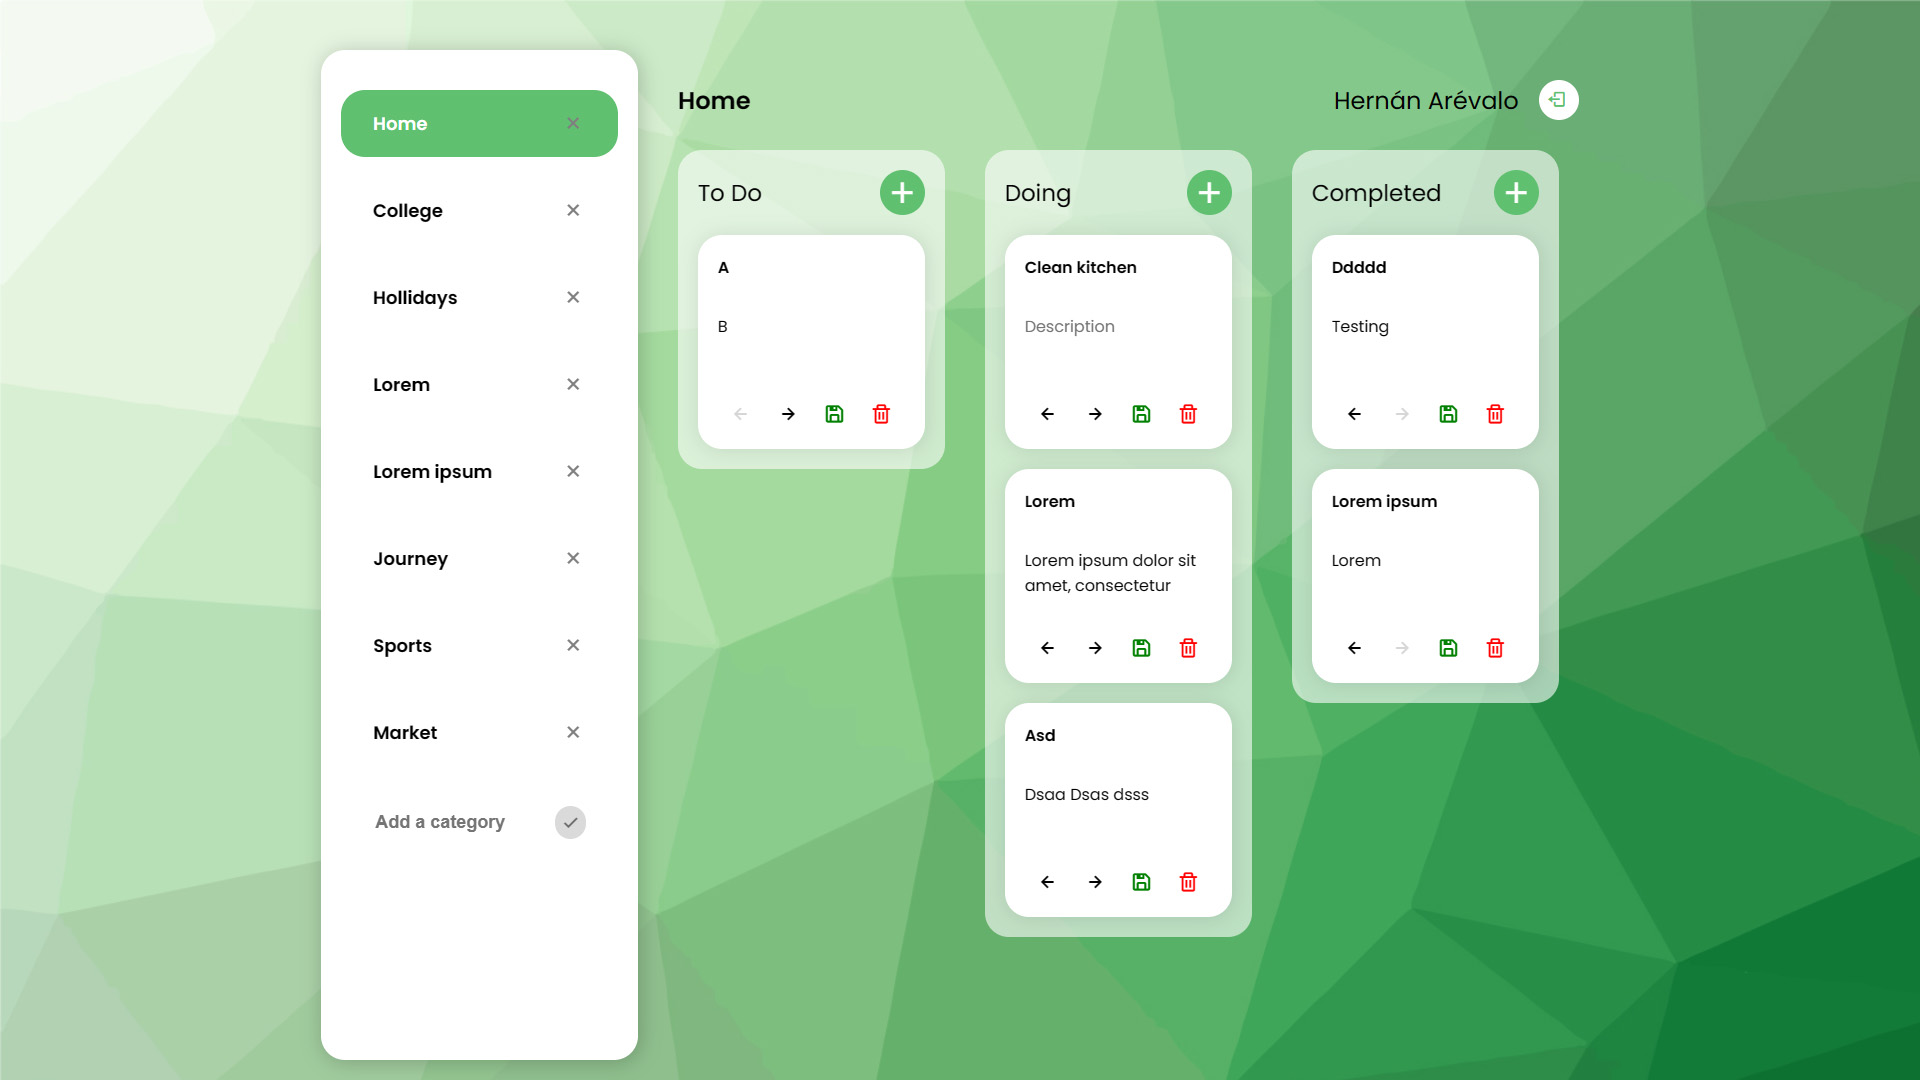 Home
College
Hollidays
Lorem
Lorem ipsum
Journey
Sports
Market
Add a category
Home
Hernán Arévalo
To Do
A
B
Doing
Clean kitchen
Description
Lorem
Lorem ipsum dolor sit
amet, consectetur
Asd
Dsaa Dsas dsss
Completed
Ddddd
Testing
Lorem ipsum
Lorem